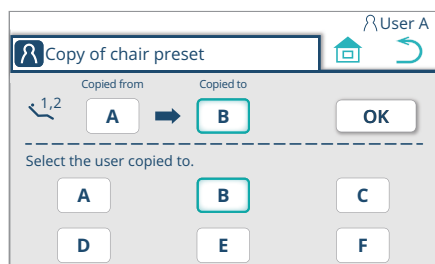 User A
Copy of chair preset
Copied from Copied to
1,2 A B OK
Select the user copied to.
A B C
D E F